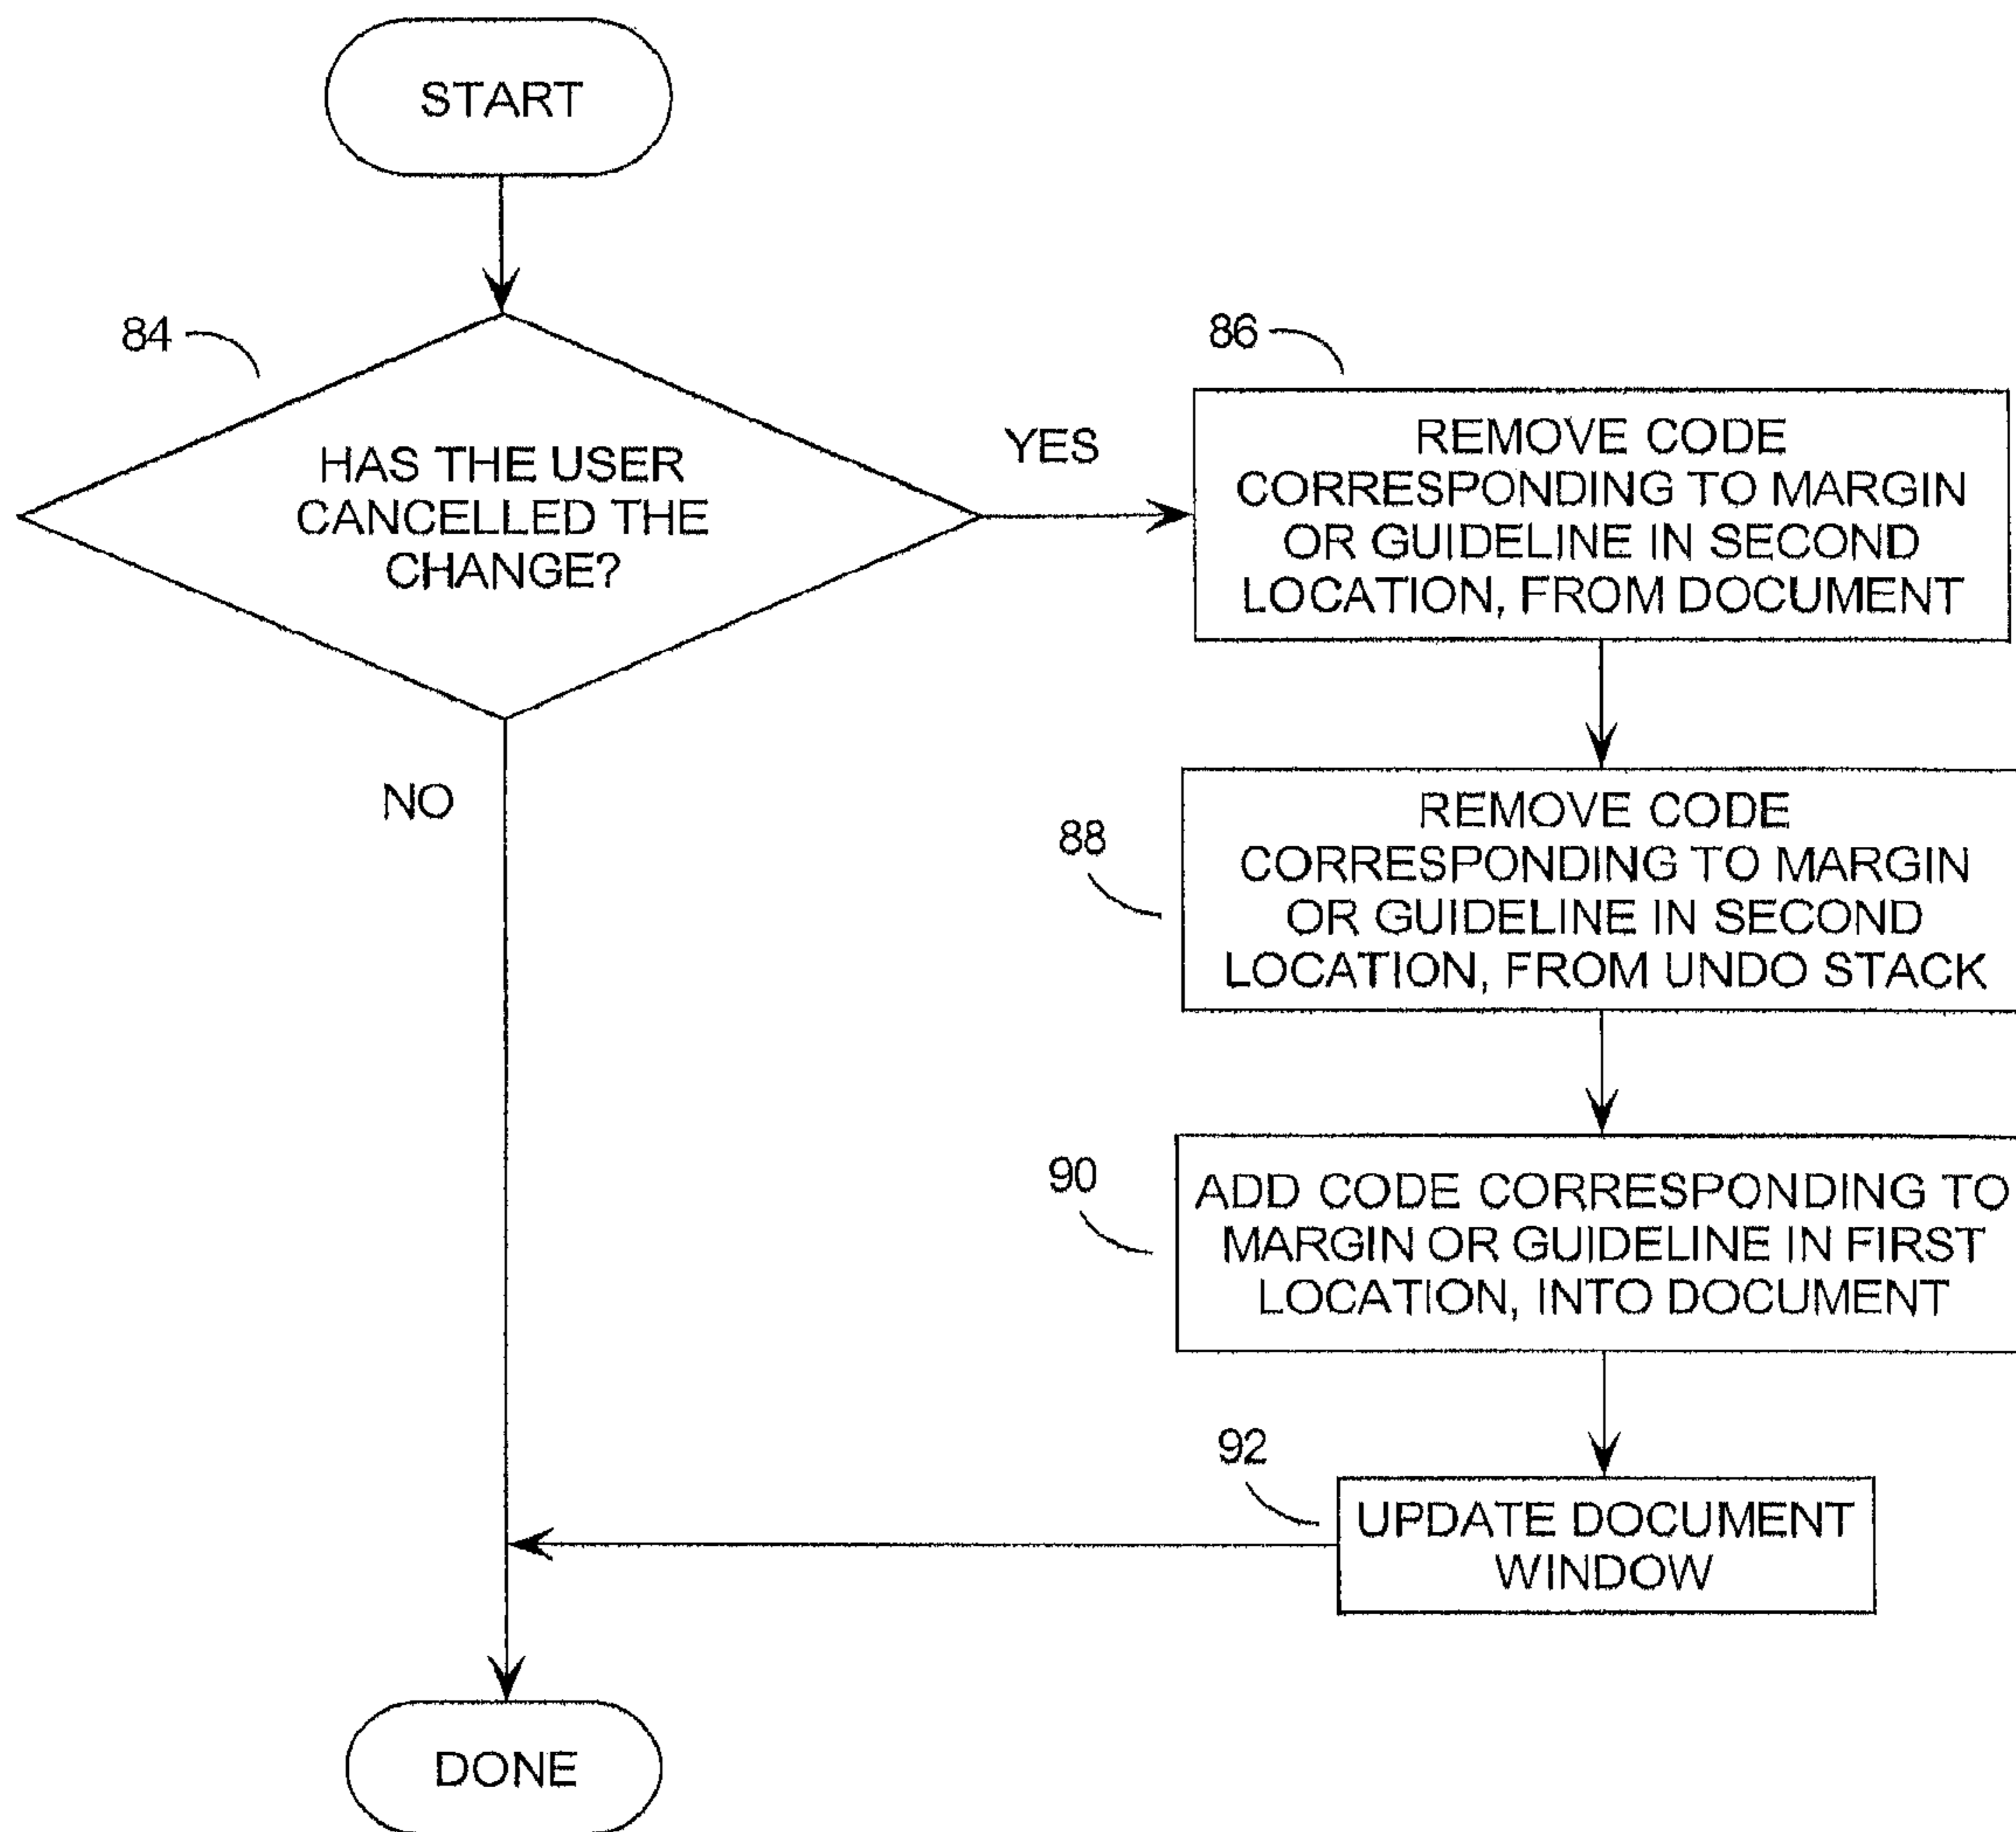 START
84
HAS THE USER
CANCELLED THE
CHANGE?
YES
NO
86
REMOVE CODE
CORRESPONDING TO MARGIN
OR GUIDELINE IN SECOND
LOCATION, FROM DOCUMENT
88
REMOVE CODE
CORRESPONDING TO MARGIN
OR GUIDELINE IN SECOND
LOCATION, FROM UNDO STACK
90
ADD CODE CORRESPONDING TO
MARGIN OR GUIDELINE IN FIRST
LOCATION, INTO DOCUMENT
92
UPDATE DOCUMENT
WINDOW
DONE